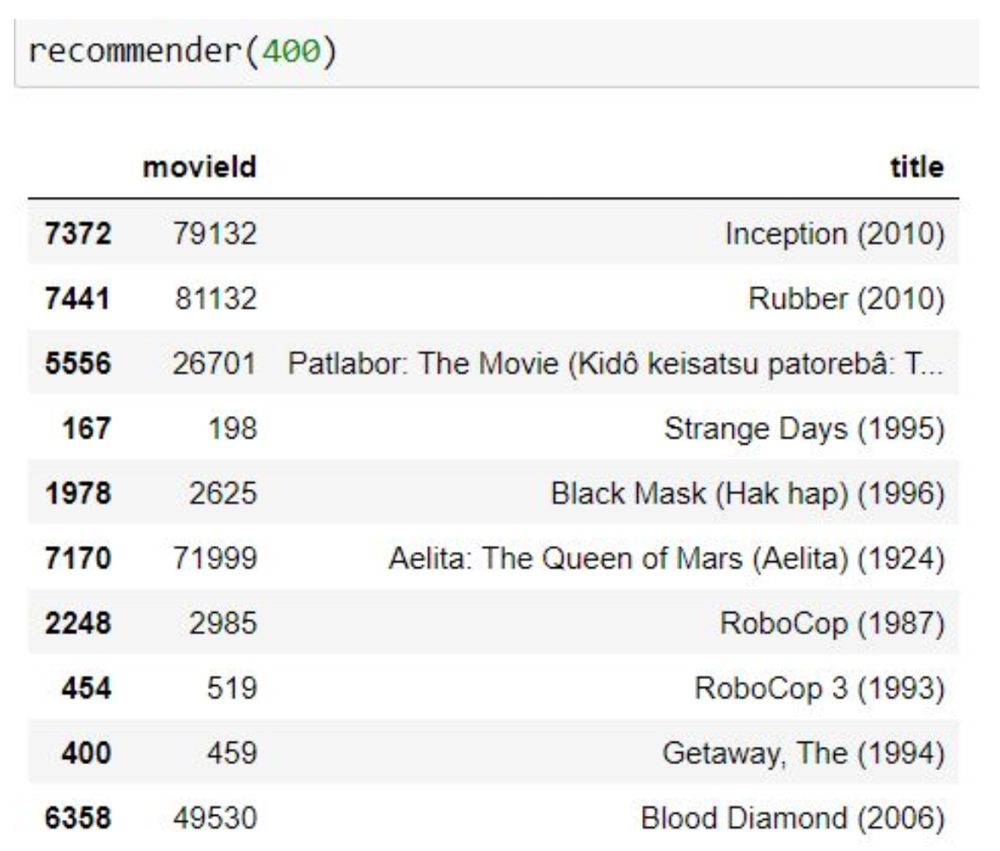 recommender(400)
movieId title
7372 79132 Inception (2010)
7441 81132 Rubber (2010)
5556 26701 Patlabor: The Movie (Kidô keisatsu patorebâ: T...
167 198 Strange Days (1995)
1978 2625 Black Mask (Hak hap) (1996)
7170 71999 Aelita: The Queen of Mars (Aelita) (1924)
2248 2985 RoboCop (1987)
454 519 RoboCop 3 (1993)
400 459 Getaway, The (1994)
6358 49530 Blood Diamond (2006)